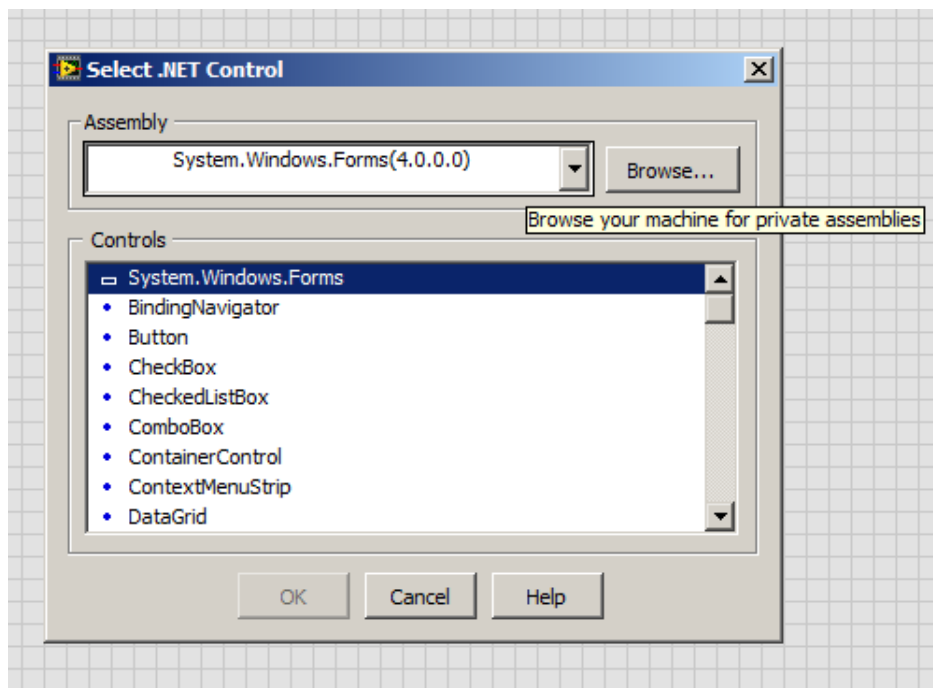 Select .NET Control
Assembly
System.Windows.Forms(4.0.0.0)
Browse...
Browse your machine for private assemblies
Controls
System.Windows.Forms
BindingNavigator
Button
CheckBox
CheckedListBox
ComboBox
ContainerControl
ContextMenuStrip
DataGrid
OK Cancel Help